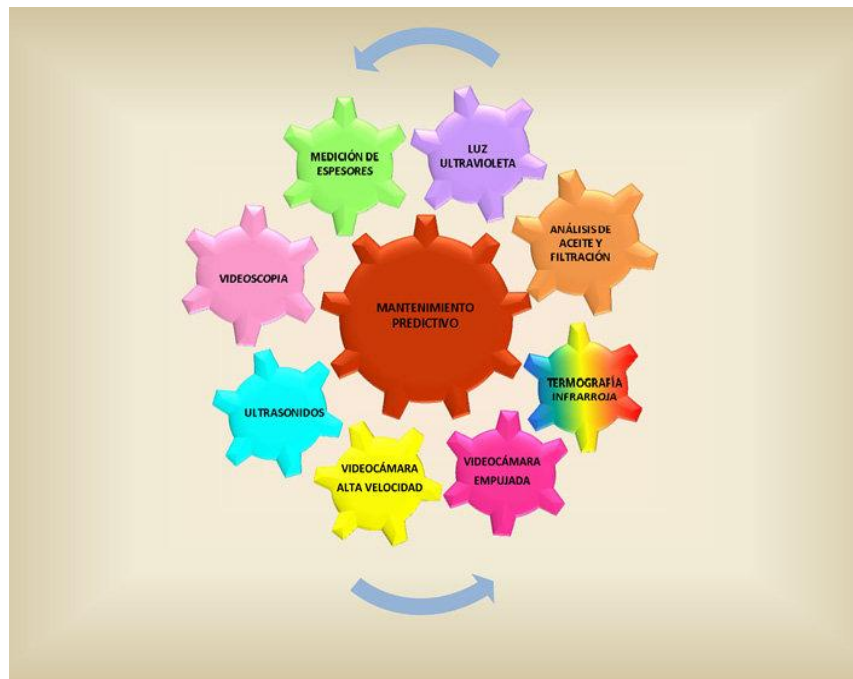 MEDICIÓN DE
ESPESORES
LUZ
ULTRAVIOLETA
ANÁLISIS DE
ACEITE Y
FILTRACIÓN
VIDEOSCOPIA
MANTENIMIENTO
PREDICTIVO
TERMOGRAFÍA
INFRARROJA
ULTRASONIDOS
VIDEOCÁMARA
ALTA VELOCIDAD
VIDEOCÁMARA
EMPUJADA